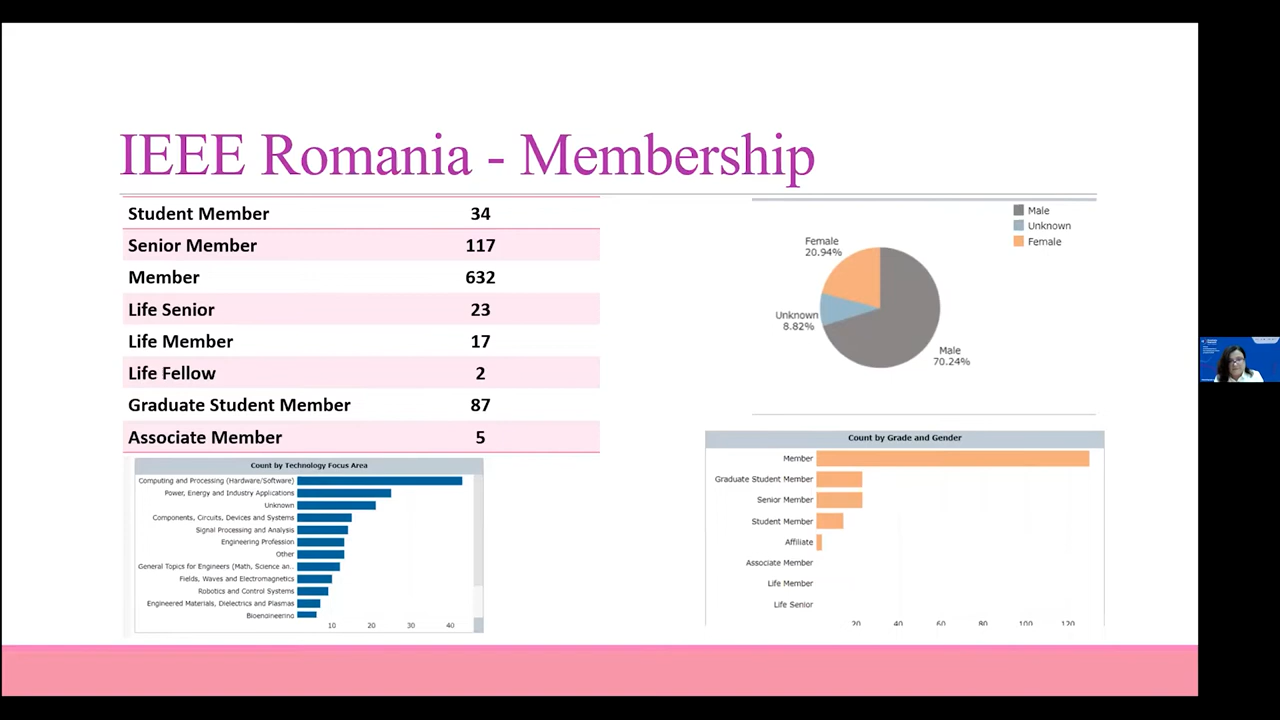 IEEE Romania - Membership
Student Member 34
Senior Member 117
Member 632
Life Senior 23
Life Member 17
Life Fellow 2
Graduate Student Member 87
Associate Member 5
Male
Unknown
Female
Female
20.94%
Unknown
8.82%
Male
70.24%
Count by Technology Focus Area
Computing and Processing (Hardware/Software)
Power, Energy and Industry Applications
Unknown
Components, Circuits, Devices and Systems
Signal Processing and Analysis
Engineering Profession
Other
General Topics for Engineers (Math, Science an..
Fields, Waves and Electromagnetics
Robotics and Control Systems
Engineered Materials, Dielectrics and Plasmas
Bioengineering
10 20 30 40
Count by Grade and Gender
Member
Graduate Student Member
Senior Member
Student Member
Affiliate
Associate Member
Life Member
Life Senior
20 40 60 80 100 120